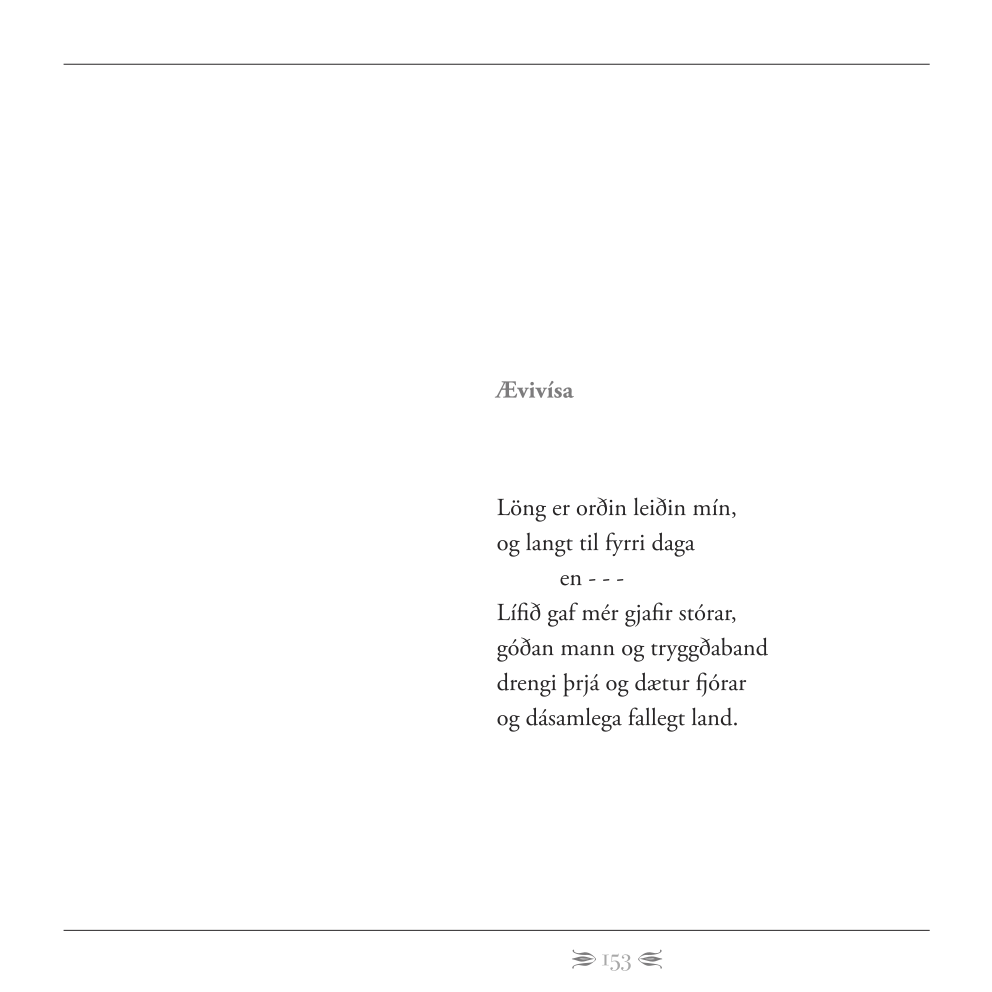 Ævivísa
Löng er orðin leiðin mín,
og langt til fyrri daga
en - - -
Lífið gaf mér gjafir stórar,
góðan mann og tryggðaband
drengi þrjá og dætur fjórar
og dásamlega fallegt land.
153